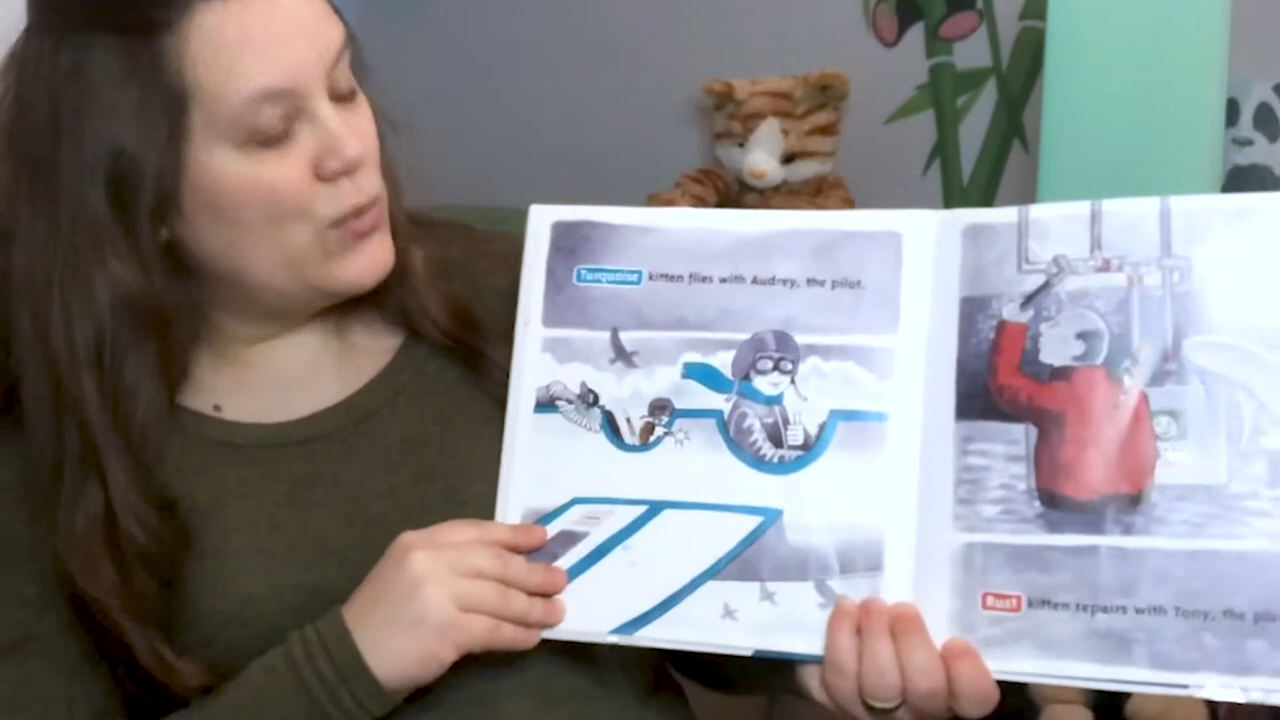 Turquoise kitten flies with Audrey, the pilot.
Rust kitten repairs with Tony, the